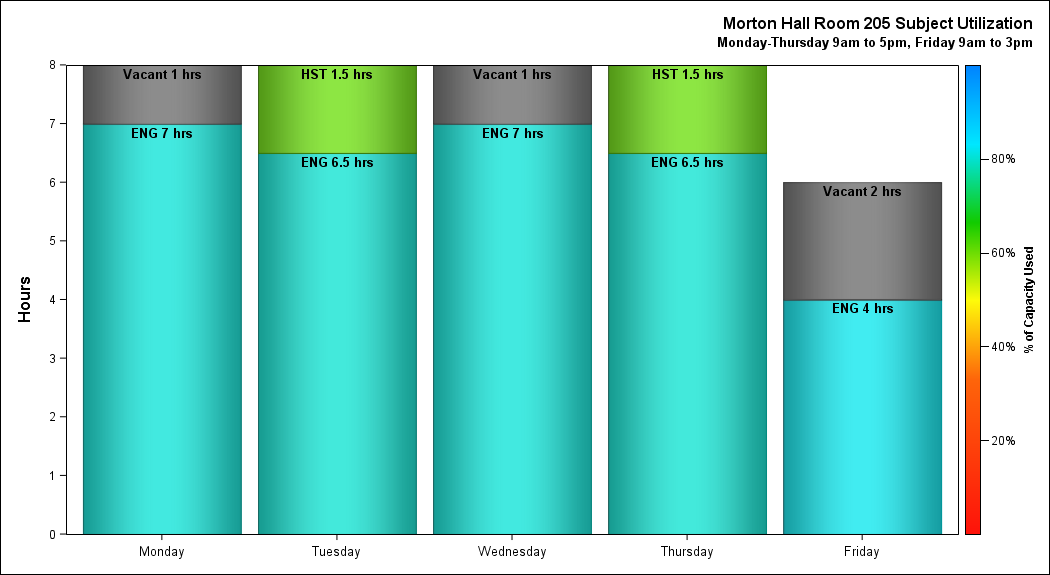 Morton Hall Room 205 Subject Utilization
Monday-Thursday 9am to 5pm, Friday 9am to 3pm
Hours
8
7
6
5
4
3
2
1
0
Vacant 1 hrs
ENG 7 hrs
HST 1.5 hrs
ENG 6.5 hrs
Vacant 1 hrs
ENG 7 hrs
HST 1.5 hrs
ENG 6.5 hrs
Vacant 2 hrs
ENG 4 hrs
Monday
Tuesday
Wednesday
Thursday
Friday
80%
60%
40%
20%
% of Capacity Used